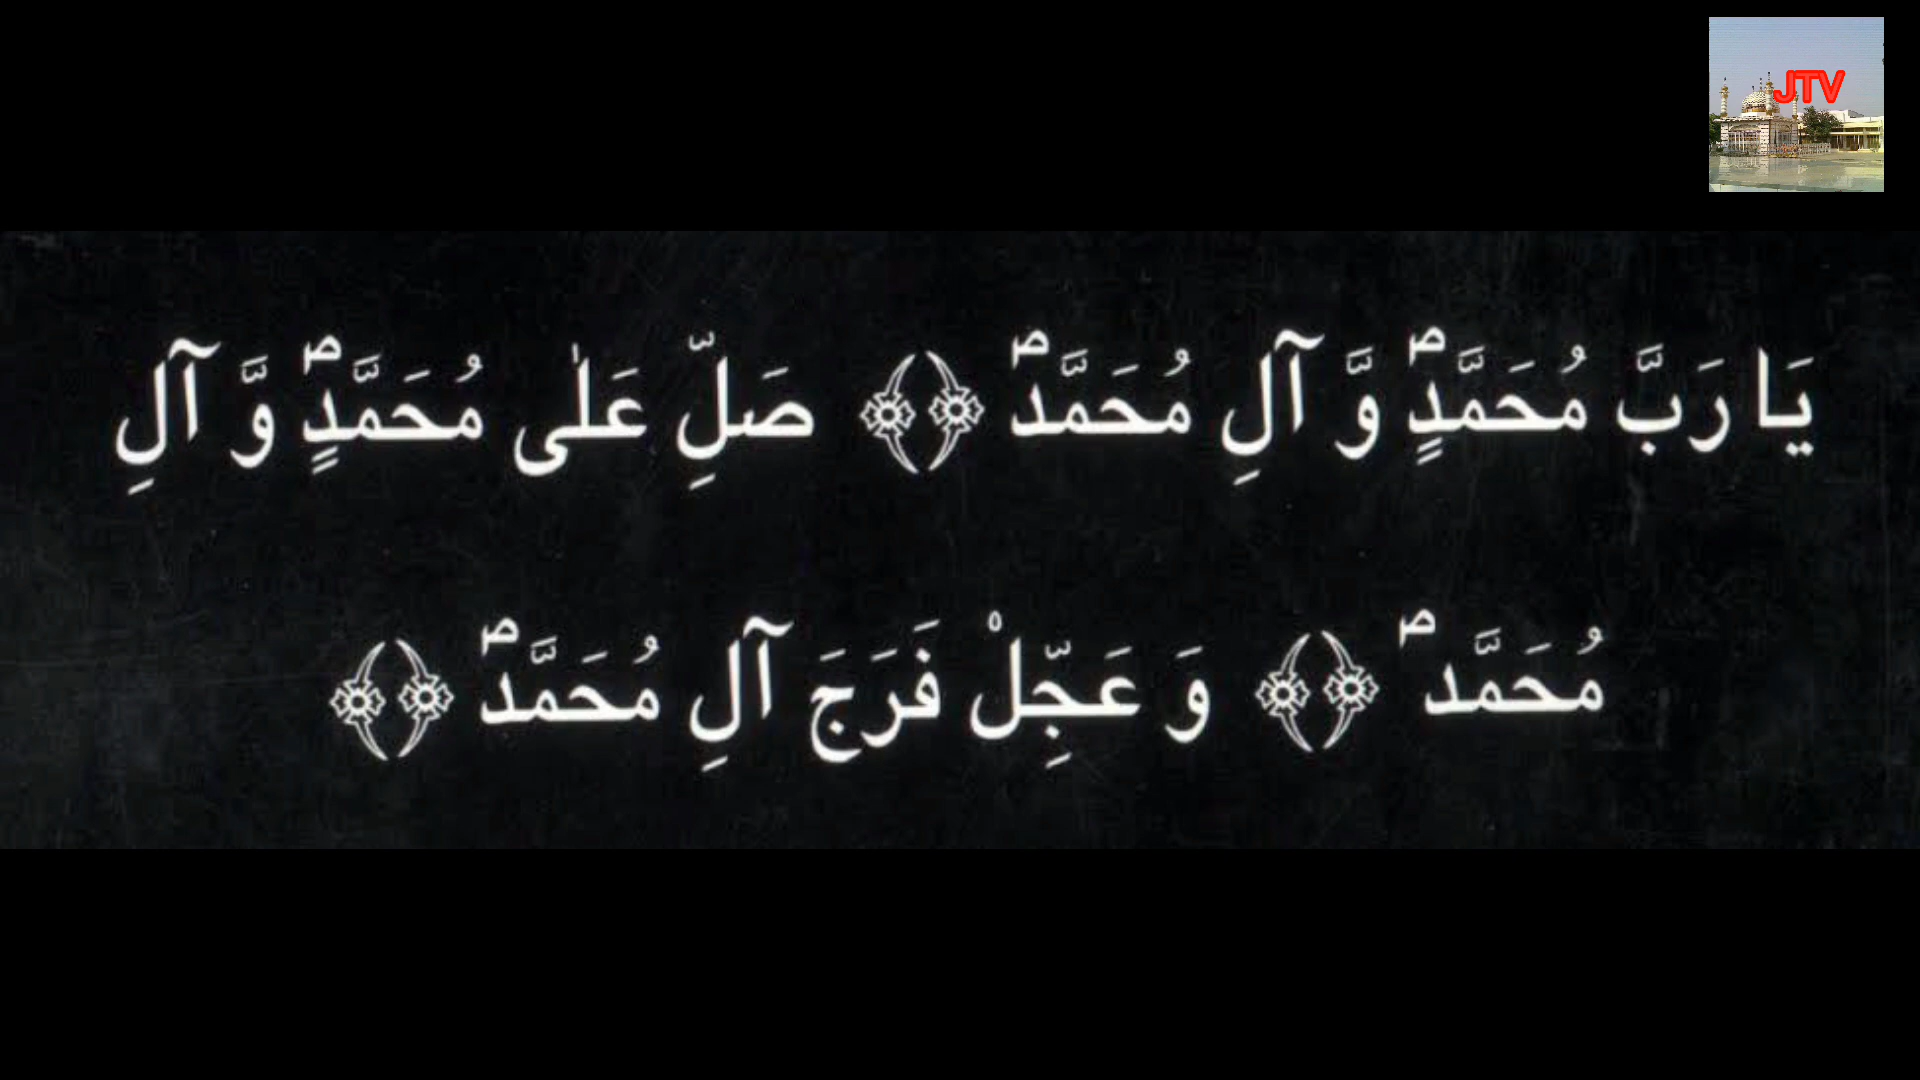 JTV
یَا رَبَّ مُحَمَّدٍؐ وَّ آلِ مُحَمَّدؐ ﴿﴾ صَلِّ عَلٰى مُحَمَّدٍؐ وَّ آلِ
مُحَمَّدؐ ﴿﴾ وَ عَجِّلْ فَرَجَ آلِ مُحَمَّدؐ ﴿﴾